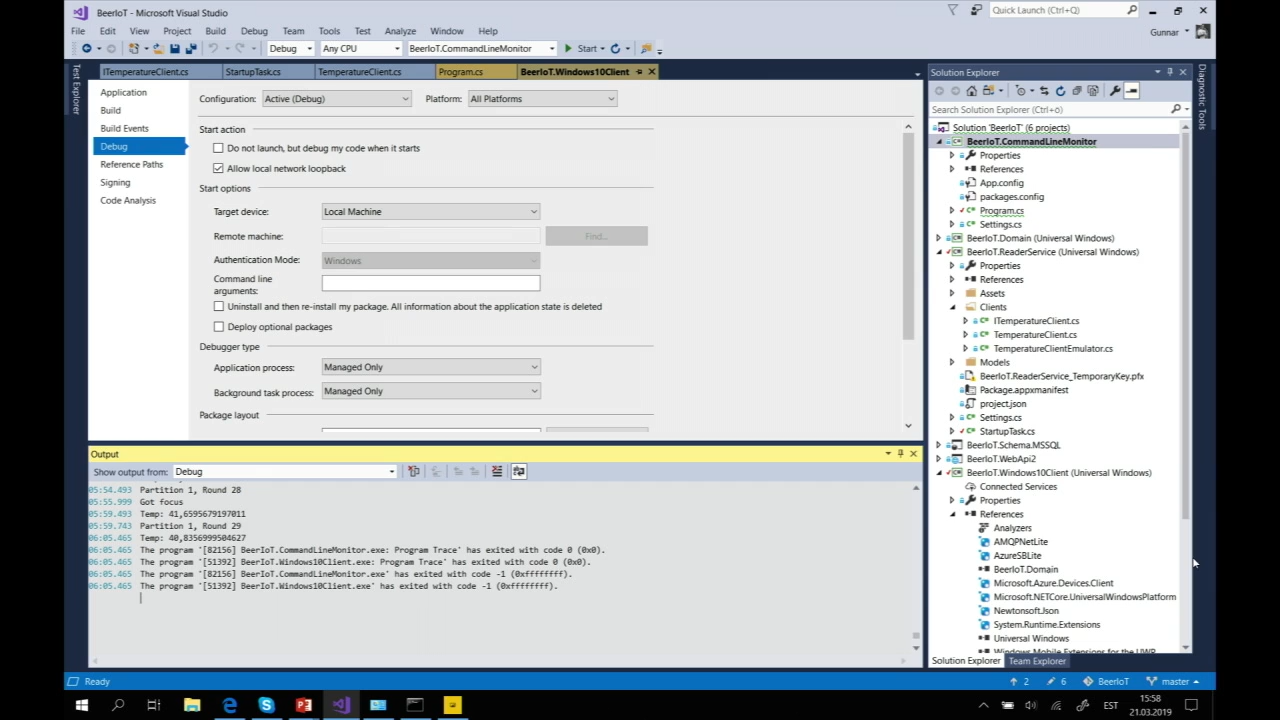 BeerIoT - Microsoft Visual Studio
Quick Launch (Ctrl+Q)
File Edit View Project Build Debug Team Tools Test Analyze Window Help
Gunnar
Debug Any CPU BeerIoT.CommandLineMonitor Start
Test Explorer
ITemperatureClient.cs StartupTask.cs TemperatureClient.cs Program.cs BeerIoT.Windows10Client
Application
Build
Build Events
Debug
Reference Paths
Signing
Code Analysis
Configuration: Active (Debug) Platform: All Platforms
Start action
Do not launch, but debug my code when it starts
Allow local network loopback
Start options
Target device: Local Machine
Remote machine: Find...
Authentication Mode: Windows
Command line
arguments:
Uninstall and then re-install my package. All information about the application state is deleted
Deploy optional packages
Debugger type
Application process: Managed Only
Background task process: Managed Only
Package layout
Output
Show output from: Debug
05:54.493 Partition 1, Round 28
05:55.999 Got focus
05:59.493 Temp: 41,6595679197011
05:59.743 Partition 1, Round 29
06:05.465 Temp: 40,8356999504627
06:05.465 The program '[82156] BeerIoT.CommandLineMonitor.exe: Program Trace' has exited with code 0 (0x0).
06:05.465 The program '[51392] BeerIoT.Windows10Client.exe: Program Trace' has exited with code 0 (0x0).
06:05.465 The program '[82156] BeerIoT.CommandLineMonitor.exe' has exited with code -1 (0xffffffff).
06:05.465 The program '[51392] BeerIoT.Windows10Client.exe' has exited with code -1 (0xffffffff).
Solution Explorer
Search Solution Explorer (Ctrl+ö)
Solution 'BeerIoT' (6 projects)
BeerIoT.CommandLineMonitor
Properties
References
App.config
packages.config
Program.cs
Settings.cs
BeerIoT.Domain (Universal Windows)
BeerIoT.ReaderService (Universal Windows)
Properties
References
Assets
Clients
ITemperatureClient.cs
TemperatureClient.cs
TemperatureClientEmulator.cs
Models
BeerIoT.ReaderService_TemporaryKey.pfx
Package.appxmanifest
project.json
Settings.cs
StartupTask.cs
BeerIoT.Schema.MSSQL
BeerIoT.WebApi2
BeerIoT.Windows10Client (Universal Windows)
Connected Services
Properties
References
Analyzers
AMQPNetLite
AzureSBLite
BeerIoT.Domain
Microsoft.Azure.Devices.Client
Microsoft.NETCore.UniversalWindowsPlatform
Newtonsoft.Json
System.Runtime.Extensions
Universal Windows
Windows Mobile Extensions for the UWP
Solution Explorer Team Explorer
Diagnostic Tools
Ready
2 6 BeerIoT master
EST
15:58
21.03.2019